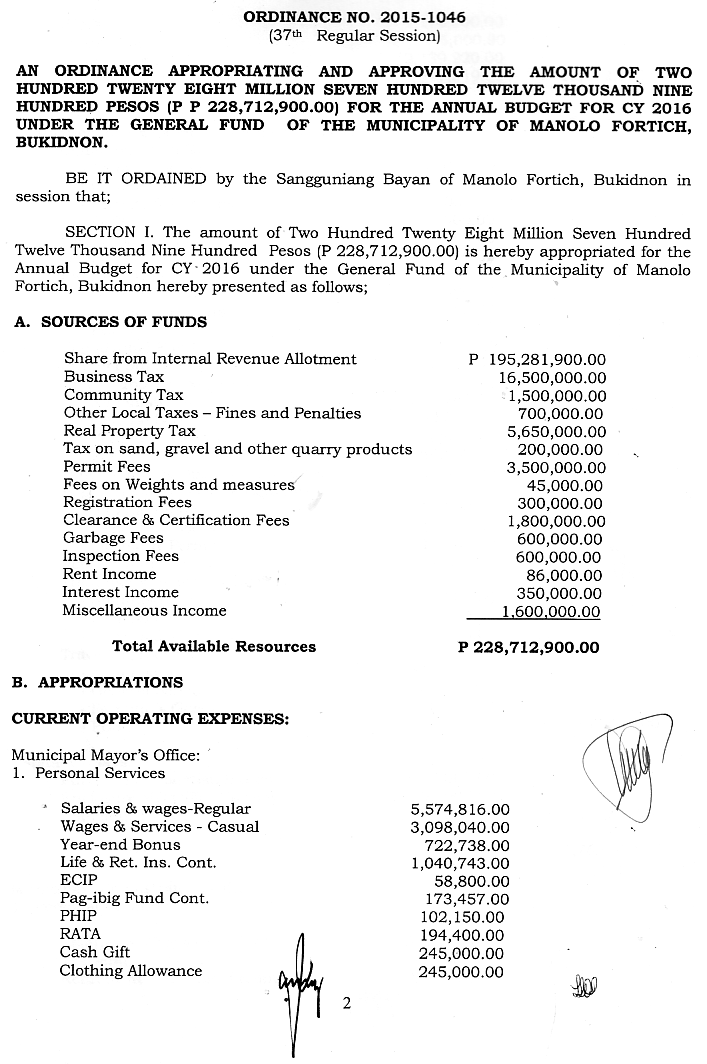 ORDINANCE NO. 2015-1046
(37th Regular Session)
AN ORDINANCE APPROPRIATING AND APPROVING THE AMOUNT OF TWO
HUNDRED TWENTY EIGHT MILLION SEVEN HUNDRED TWELVE THOUSAND NINE
HUNDRED PESOS (P P 228,712,900.00) FOR THE ANNUAL BUDGET FOR CY 2016
UNDER THE GENERAL FUND OF THE MUNICIPALITY OF MANOLO FORTICH,
BUKIDNON.
BE IT ORDAINED by the Sangguniang Bayan of Manolo Fortich, Bukidnon in
session that;
SECTION I. The amount of Two Hundred Twenty Eight Million Seven Hundred
Twelve Thousand Nine Hundred Pesos (P 228,712,900.00) is hereby appropriated for the
Annual Budget for CY 2016 under the General Fund of the Municipality of Manolo
Fortich, Bukidnon hereby presented as follows;
A. SOURCES OF FUNDS
Share from Internal Revenue Allotment P 195,281,900.00
Business Tax 16,500,000.00
Community Tax 1,500,000.00
Other Local Taxes – Fines and Penalties 700,000.00
Real Property Tax 5,650,000.00
Tax on sand, gravel and other quarry products 200,000.00
Permit Fees 3,500,000.00
Fees on Weights and measures 45,000.00
Registration Fees 300,000.00
Clearance & Certification Fees 1,800,000.00
Garbage Fees 600,000.00
Inspection Fees 600,000.00
Rent Income 86,000.00
Interest Income 350,000.00
Miscellaneous Income 1,600,000.00
Total Available Resources P 228,712,900.00
B. APPROPRIATIONS
CURRENT OPERATING EXPENSES:
Municipal Mayor's Office:
1. Personal Services
Salaries & wages-Regular 5,574,816.00
Wages & Services - Casual 3,098,040.00
Year-end Bonus 722,738.00
Life & Ret. Ins. Cont. 1,040,743.00
ECIP 58,800.00
Pag-ibig Fund Cont. 173,457.00
PHIP 102,150.00
RATA 194,400.00
Cash Gift 245,000.00
Clothing Allowance 245,000.00
2